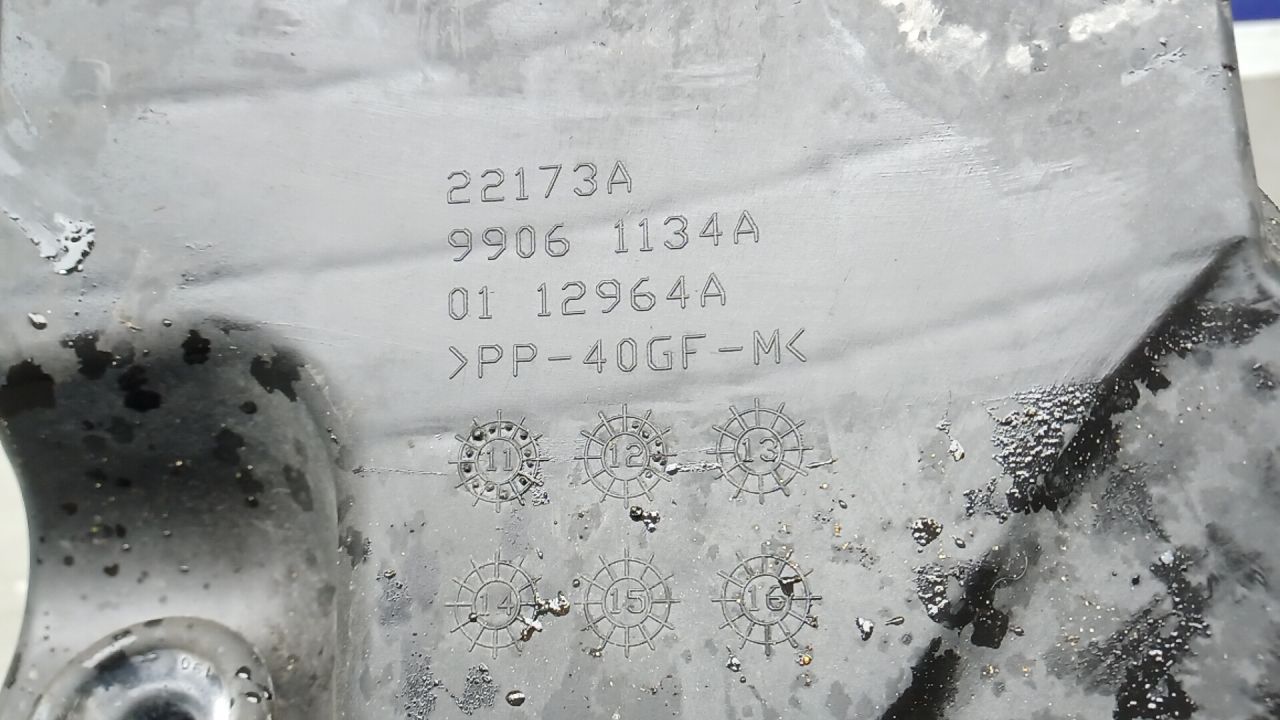 22173A
9906 1134A
01 12964A
>PP-40GF-M<
11 12 13
14 15 16